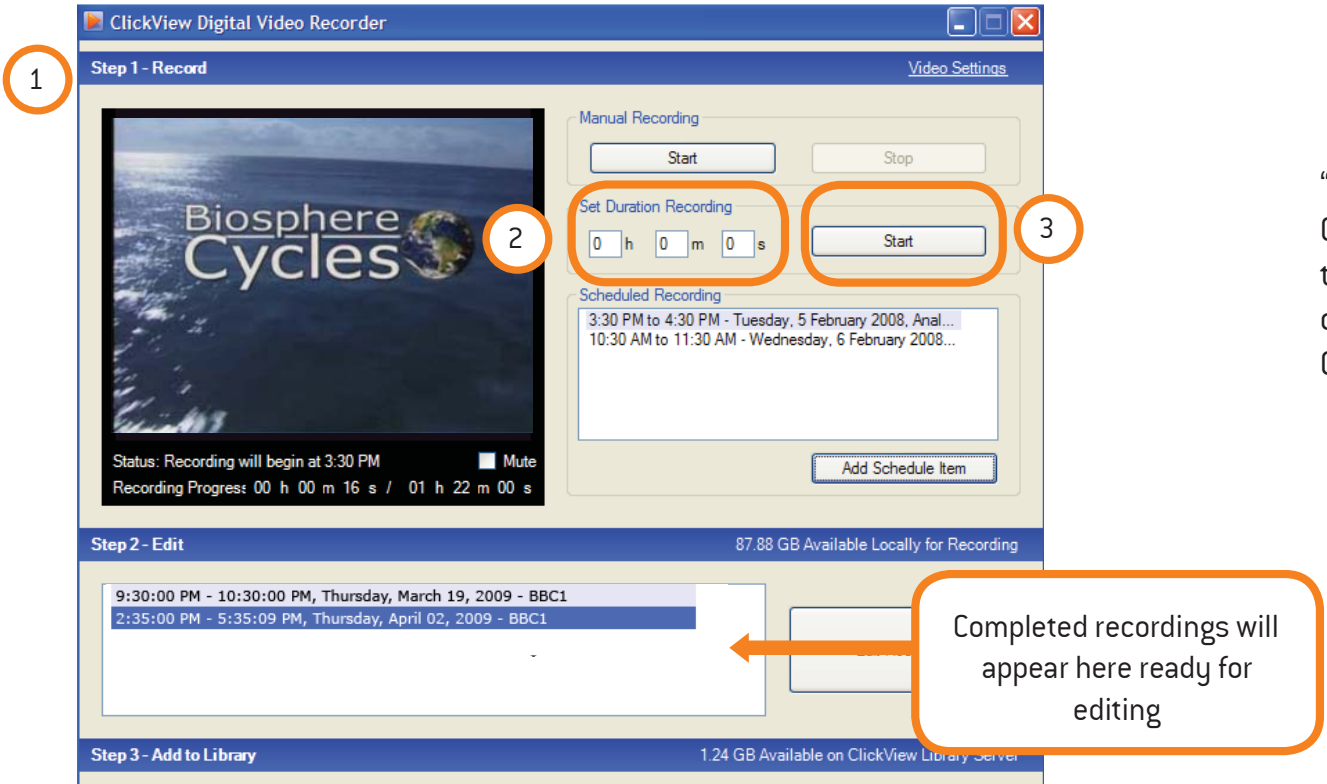 ClickView Digital Video Recorder
1
Step 1 - Record
Video Settings
Biosphere
Cycles
Status: Recording will begin at 3:30 PM
Mute
Recording Progress 00 h 00 m 16 s / 01 h 22 m 00 s
Manual Recording
Start
Stop
2
Set Duration Recording
0 h 0 m 0 s
Start
3
Scheduled Recording
3:30 PM to 4:30 PM - Tuesday, 5 February 2008, Anal...
10:30 AM to 11:30 AM - Wednesday, 6 February 2008...
Add Schedule Item
Step 2 - Edit
87.88 GB Available Locally for Recording
9:30:00 PM - 10:30:00 PM, Thursday, March 19, 2009 - BBC1
2:35:00 PM - 5:35:09 PM, Thursday, April 02, 2009 - BBC1
Completed recordings will
appear here ready for
editing
Step 3 - Add to Library
1.24 GB Available on ClickView Library Server